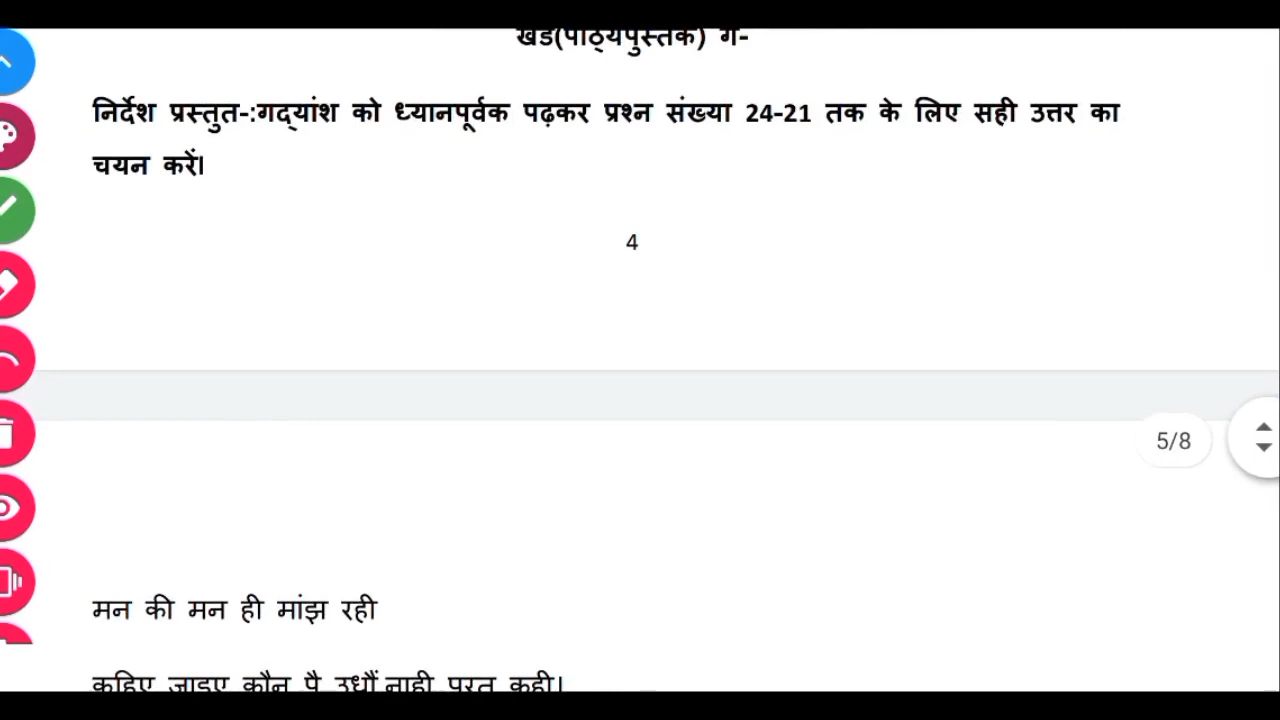 खंड(पाठ्यपुस्तक) ग-
निर्देश प्रस्तुत-:गद्यांश को ध्यानपूर्वक पढ़कर प्रश्न संख्या 24-21 तक के लिए सही उत्तर का
चयन करें।
4
5/8
मन की मन ही मांझ रही
कहिए जाइए कौन पै उधौं नाही परत कही।